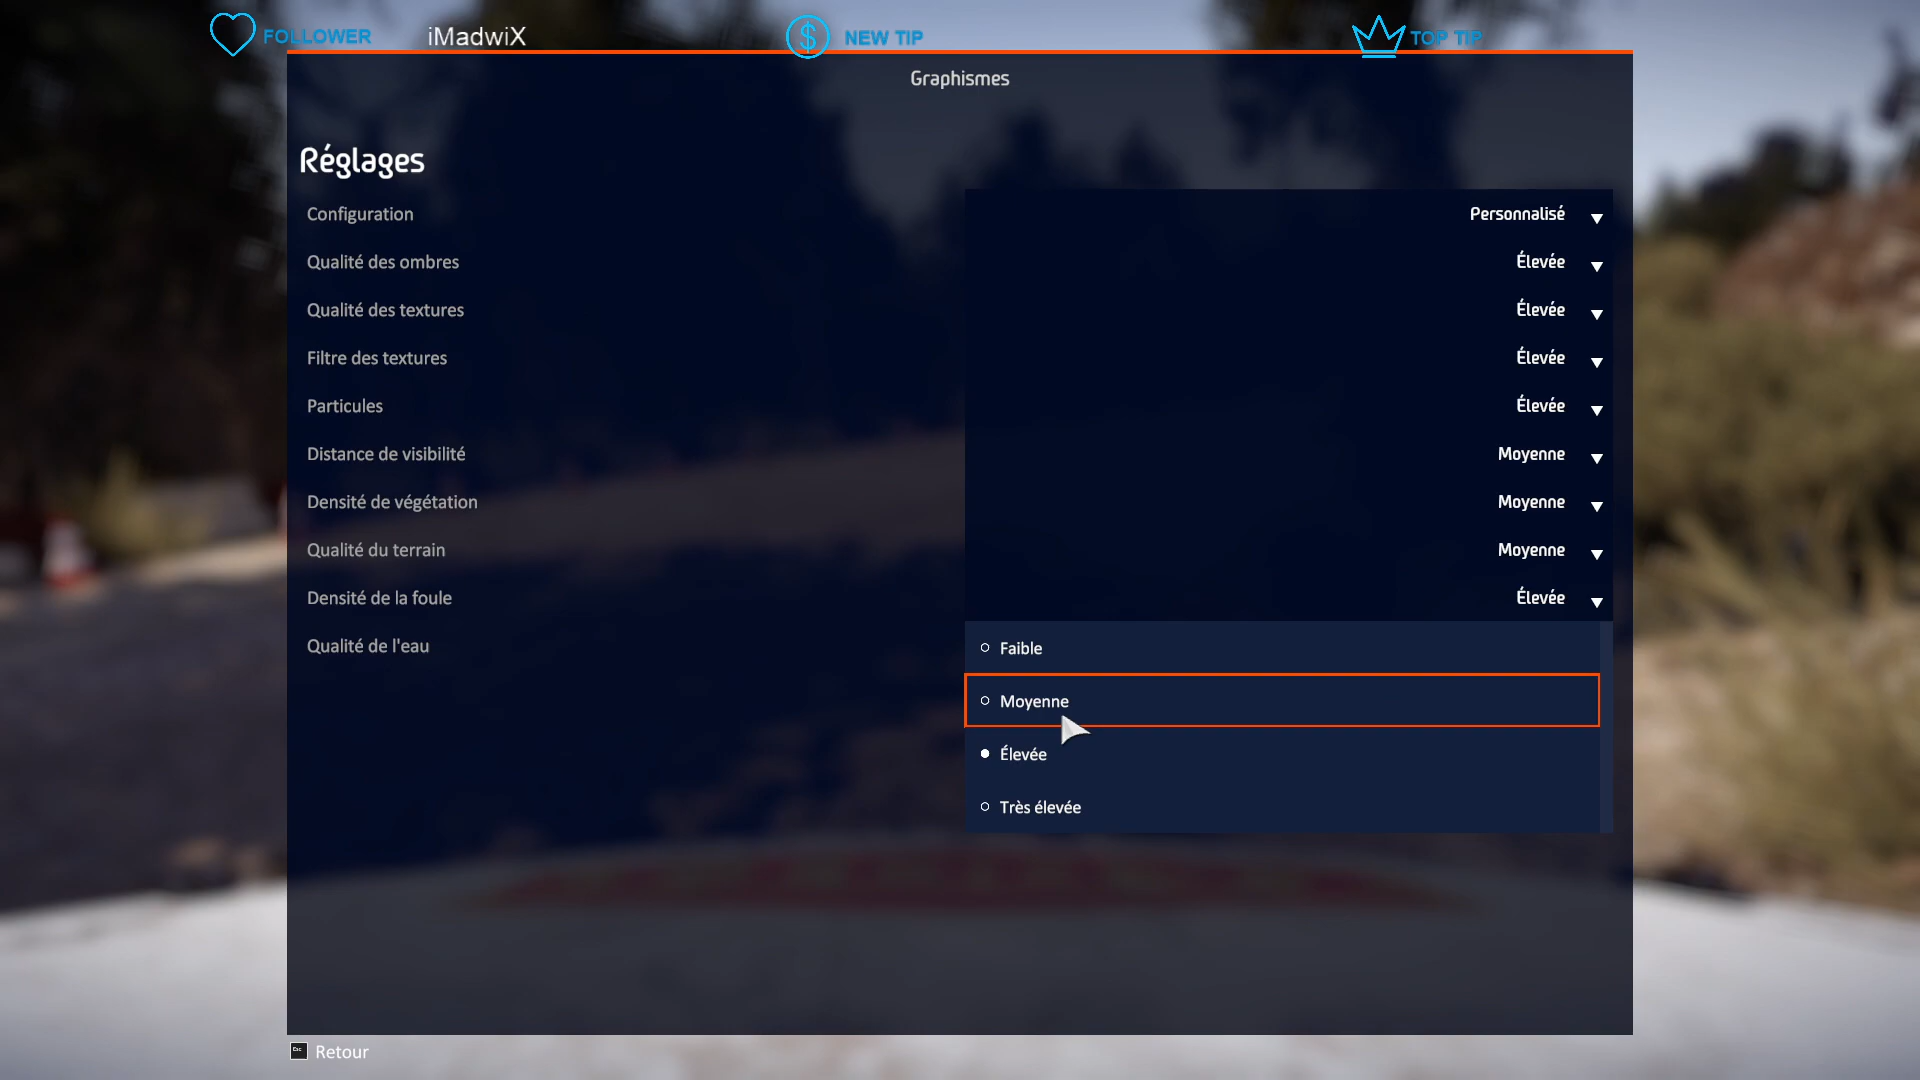 FOLLOWER iMadwiX NEW TIP TOP TIP
Graphismes
Réglages
Configuration Personnalisé
Qualité des ombres Élevée
Qualité des textures Élevée
Filtre des textures Élevée
Particules Élevée
Distance de visibilité Moyenne
Densité de végétation Moyenne
Qualité du terrain Moyenne
Densité de la foule Élevée
Qualité de l'eau
Faible
Moyenne
Élevée
Très élevée
Esc Retour